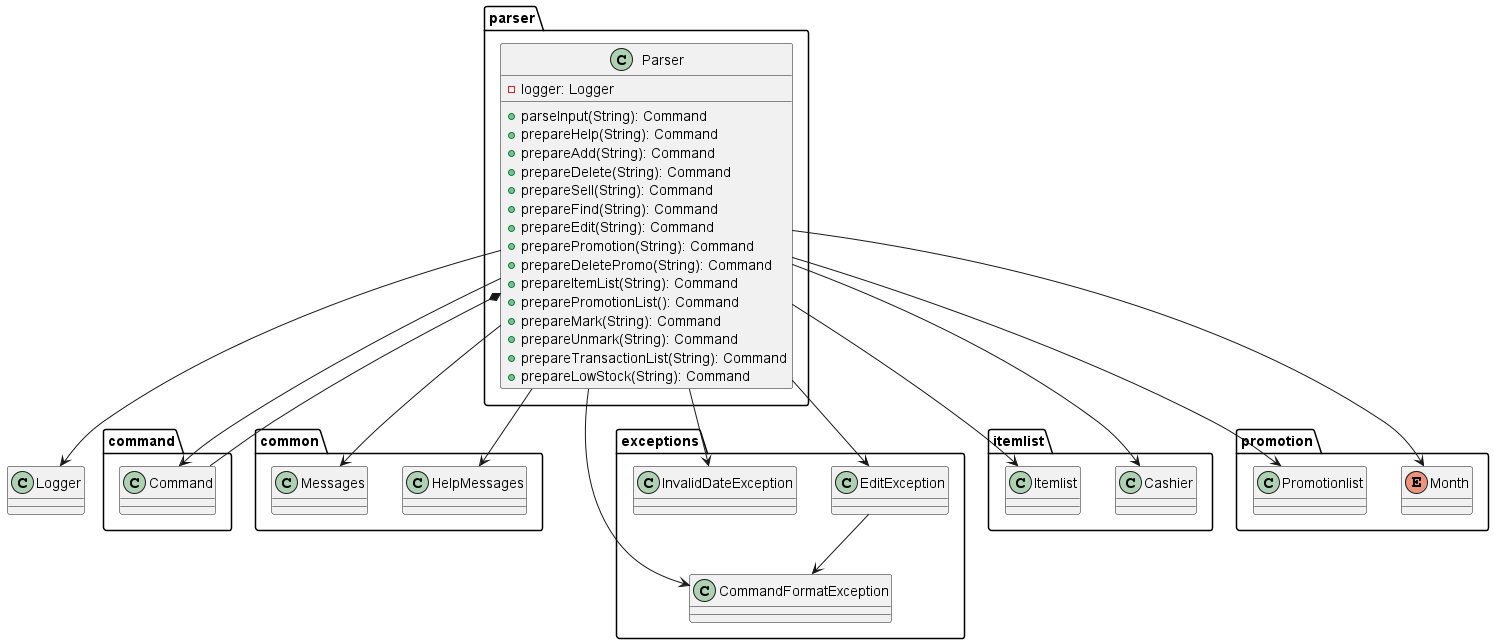 parser
C Parser
logger: Logger
parseInput(String): Command
prepareHelp(String): Command
prepareAdd(String): Command
prepareDelete(String): Command
prepareSell(String): Command
prepareFind(String): Command
prepareEdit(String): Command
preparePromotion(String): Command
prepareDeletePromo(String): Command
prepareItemList(String): Command
preparePromotionList(): Command
prepareMark(String): Command
prepareUnmark(String): Command
prepareTransactionList(String): Command
prepareLowStock(String): Command
command
common
exceptions
itemlist
promotion
C Logger
C Command
C Messages
C HelpMessages
C InvalidDateException
C EditException
C Itemlist
C Cashier
C Promotionlist
E Month
C CommandFormatException